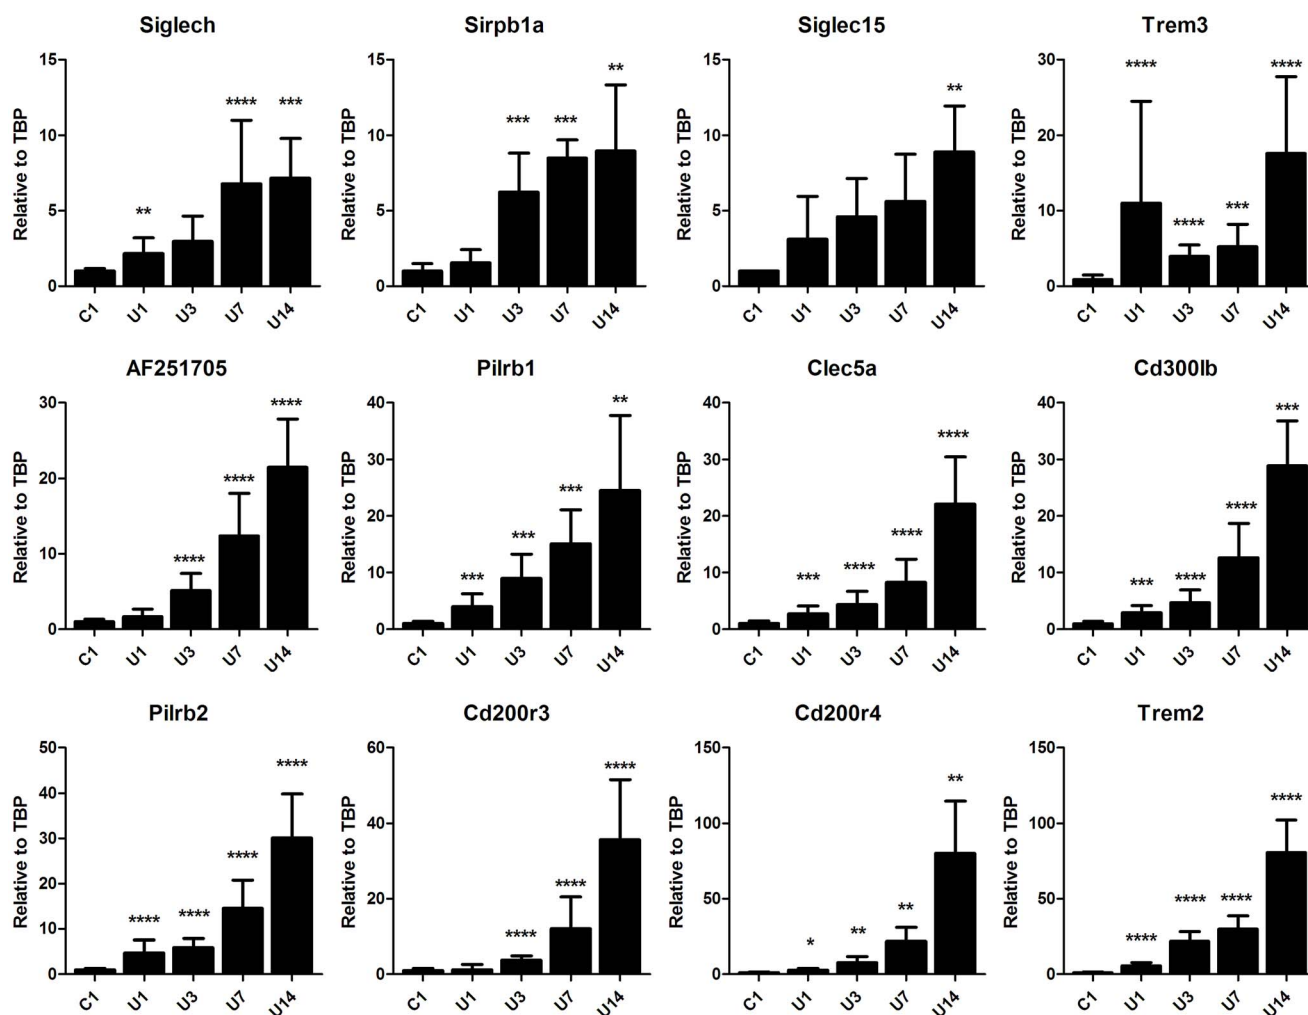 Siglech
Relative to TBP
15
10
5
0
**
****
***
C1 U1 U3 U7 U14
Sirpb1a
Relative to TBP
15
10
5
0
***
***
**
C1 U1 U3 U7 U14
Siglec15
Relative to TBP
15
10
5
0
**
C1 U1 U3 U7 U14
Trem3
Relative to TBP
30
20
10
0
****
****
***
****
C1 U1 U3 U7 U14
AF251705
Relative to TBP
30
20
10
0
****
****
****
C1 U1 U3 U7 U14
Pilrb1
Relative to TBP
40
30
20
10
0
***
***
***
**
C1 U1 U3 U7 U14
Clec5a
Relative to TBP
40
30
20
10
0
***
****
****
****
C1 U1 U3 U7 U14
Cd300lb
Relative to TBP
40
30
20
10
0
***
****
****
***
C1 U1 U3 U7 U14
Pilrb2
Relative to TBP
50
40
30
20
10
0
****
****
****
****
C1 U1 U3 U7 U14
Cd200r3
Relative to TBP
60
40
20
0
****
****
****
C1 U1 U3 U7 U14
Cd200r4
Relative to TBP
150
100
50
0
*
**
**
**
C1 U1 U3 U7 U14
Trem2
Relative to TBP
150
100
50
0
****
****
****
****
C1 U1 U3 U7 U14